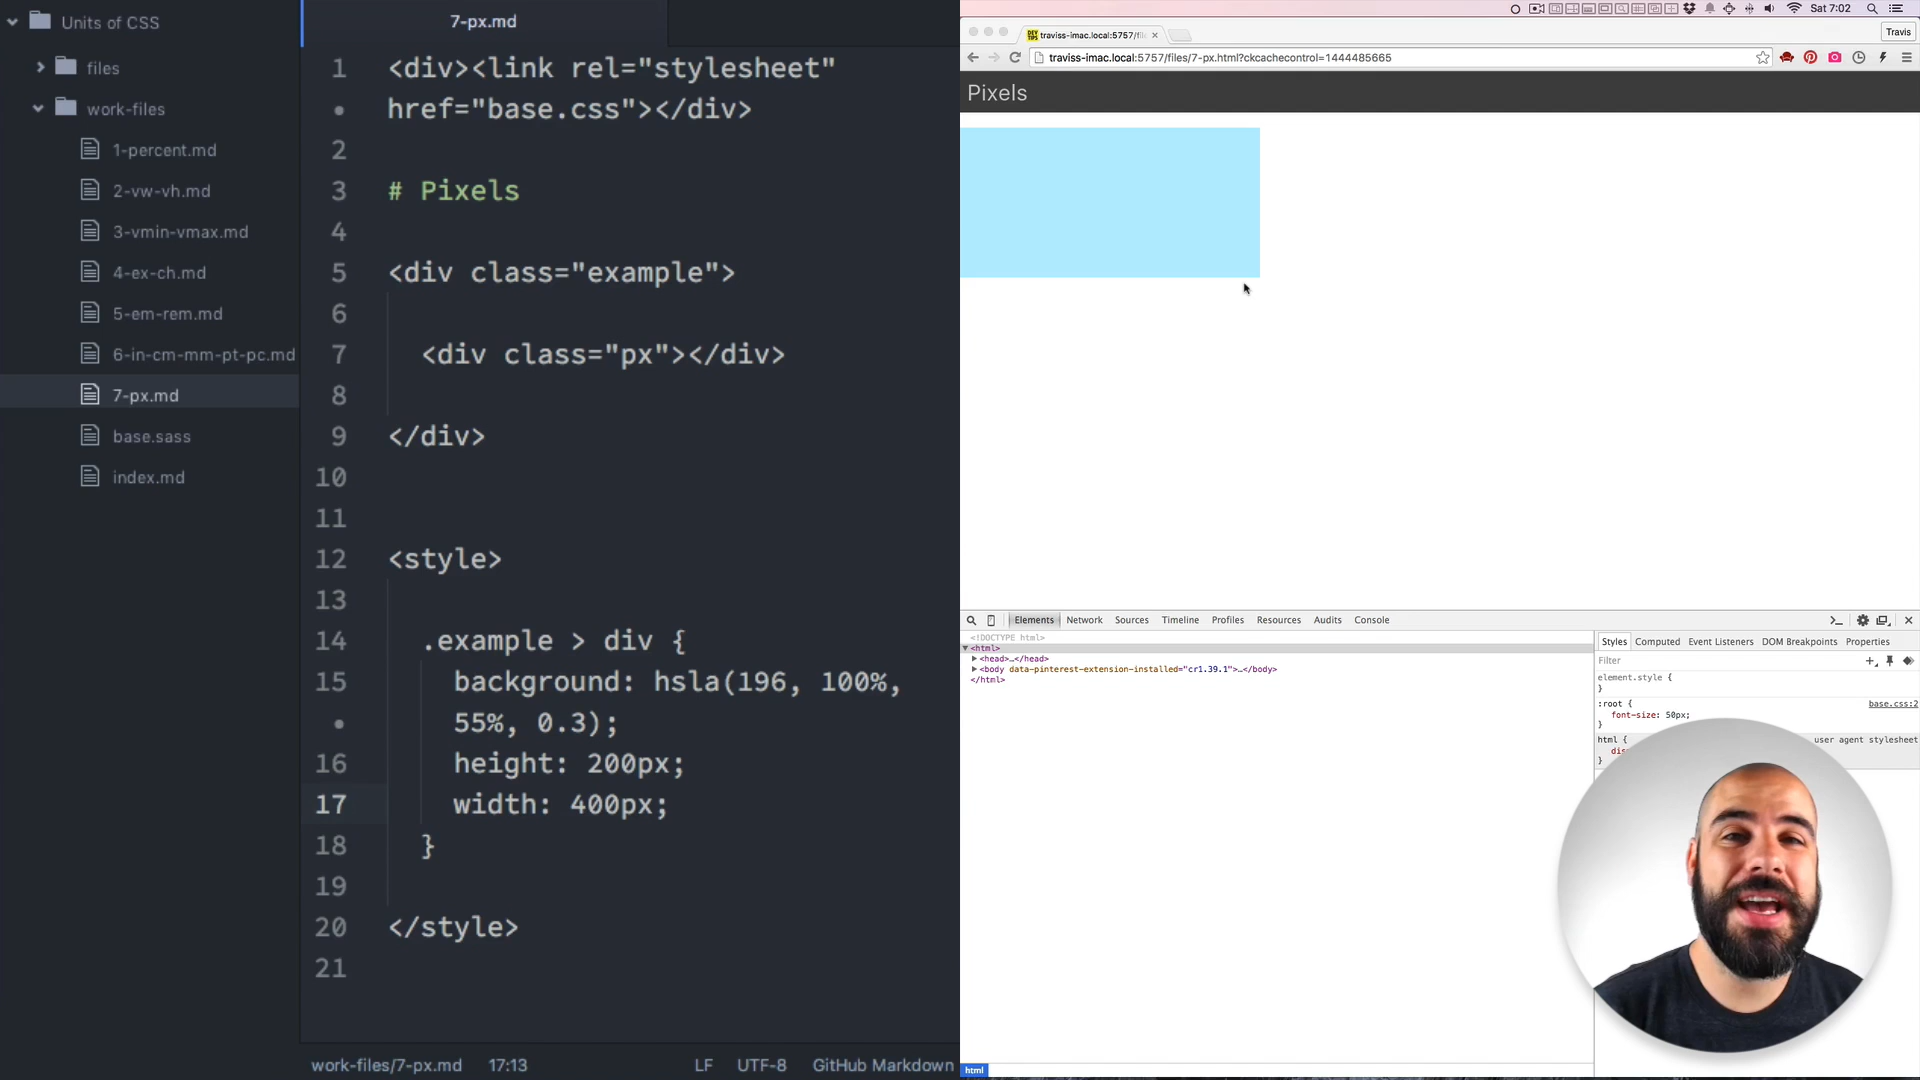 Units of CSS
files
work-files
1-percent.md
2-vw-vh.md
3-vmin-vmax.md
4-ex-ch.md
5-em-rem.md
6-in-cm-mm-pt-pc.md
7-px.md
base.sass
index.md
7-px.md
1 <div><link rel="stylesheet"
• href="base.css"></div>
2
3 # Pixels
4
5 <div class="example">
6
7 <div class="px"></div>
8
9 </div>
10
11
12 <style>
13
14 .example > div {
15 background: hsla(196, 100%,
• 55%, 0.3);
16 height: 200px;
17 width: 400px;
18 }
19
20 </style>
21
work-files/7-px.md 17:13 LF UTF-8 GitHub Markdown
Sat 7:02
traviss-imac.local:5757/file
Travis
traviss-imac.local:5757/files/7-px.html?ckcachecontrol=1444485665
Pixels
Elements Network Sources Timeline Profiles Resources Audits Console
<!DOCTYPE html>
<html>
<head>…</head>
<body data-pinterest-extension-installed="cr1.39.1">…</body>
</html>
html
Styles Computed Event Listeners DOM Breakpoints Properties
Filter
element.style {
}
:root { base.css:2
font-size: 50px;
}
html { user agent stylesheet
}